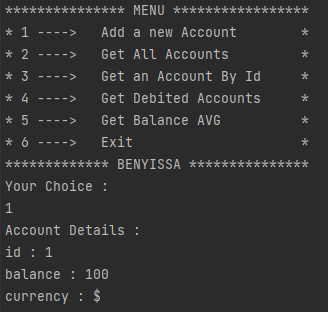 *************** MENU *****************
* 1 ---->   Add a new Account        *
* 2 ---->   Get All Accounts         *
* 3 ---->   Get an Account By Id     *
* 4 ---->   Get Debited Accounts     *
* 5 ---->   Get Balance AVG          *
* 6 ---->   Exit                     *
************* BENYISSA ***************
Your Choice :
1
Account Details :
id : 1
balance : 100
currency : $